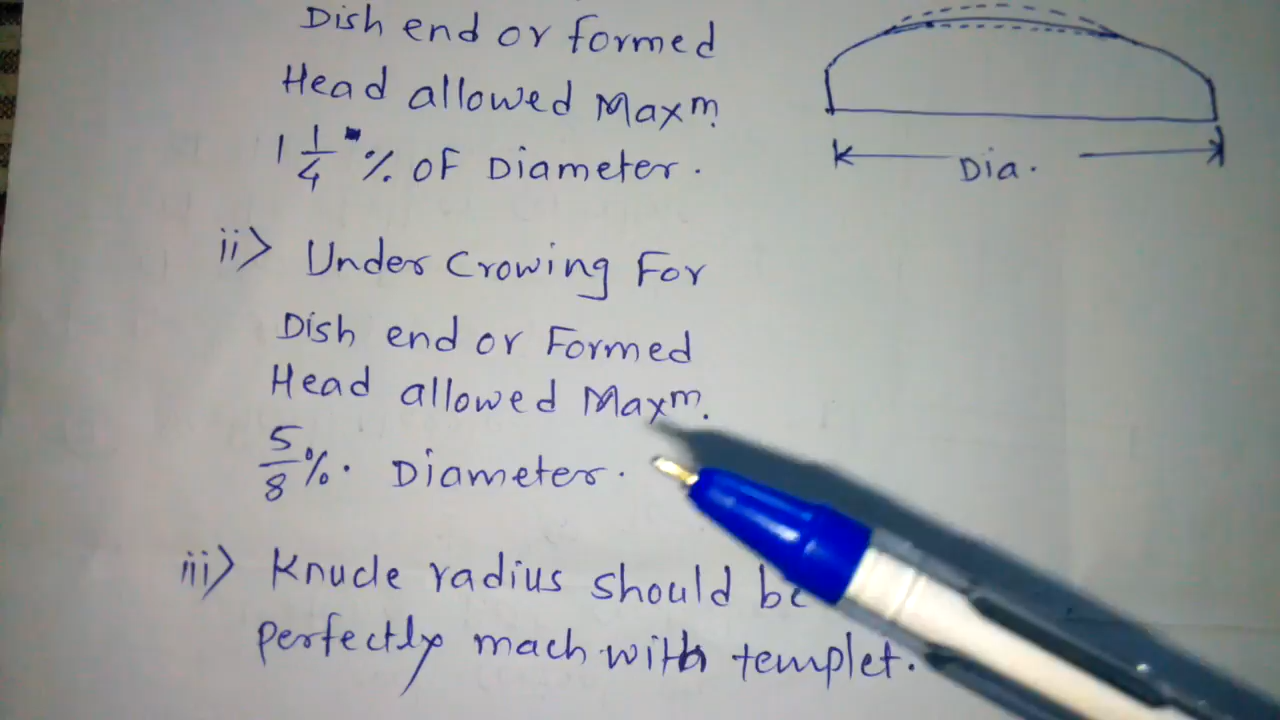 Dish end or formed
Head allowed Maxm.
1 1/4 % OF Diameter.
Dia.
ii> Under Crowing For
Dish end or Formed
Head allowed Maxm.
5/8 %. Diameter.
iii> Knucle radius should be
perfectly mach with templet.